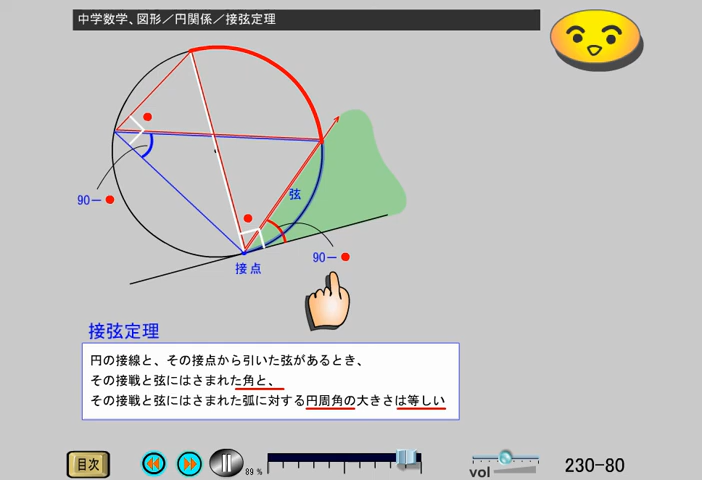 中学数学、図形／円関係／接弦定理
弦
90－
90－
接点
接弦定理
円の接線と、その接点から引いた弦があるとき、
その接戦と弦にはさまれた角と、
その接戦と弦にはさまれた弧に対する円周角の大きさは等しい
目次
89 %
vol
230-80